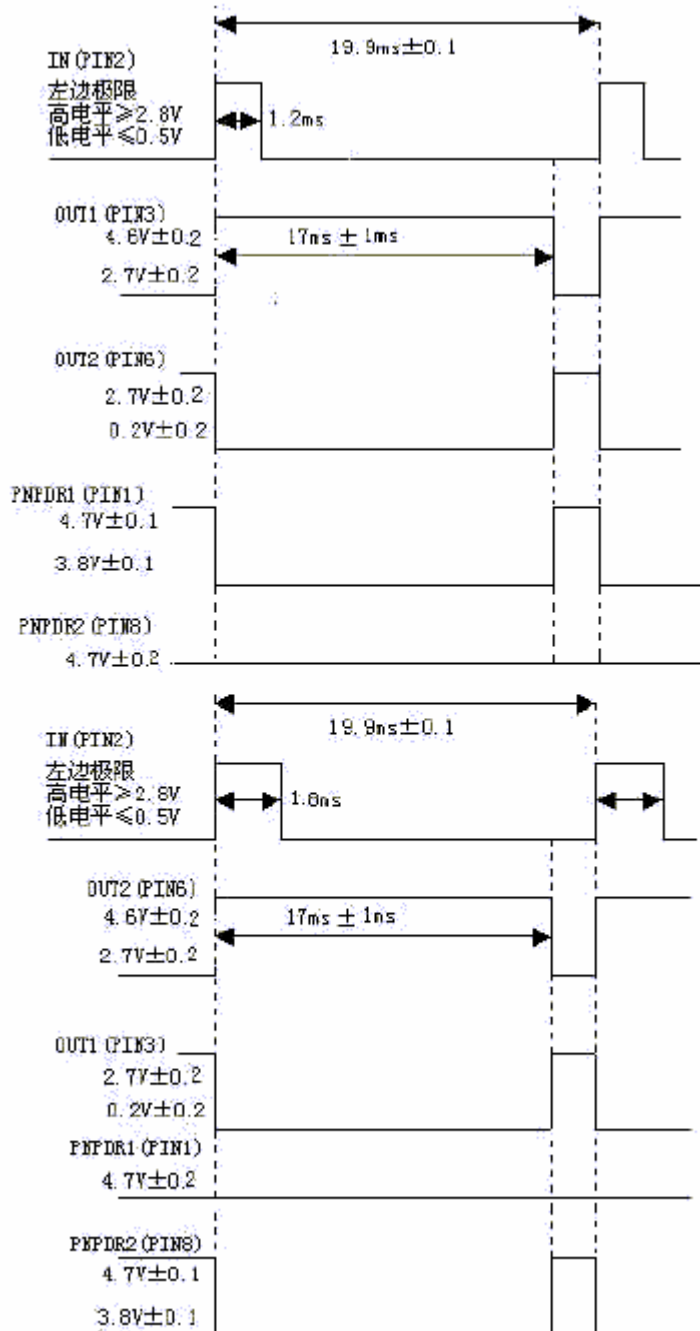 19.9ms±0.1
IN(PIN2)
左边极限
高电平≥2.8V
低电平≤0.5V
1.2ms
OUT1(PIN3)
4.6V±0.2
17ms±1ms
2.7V±0.2
OUT2(PIN6)
2.7V±0.2
0.2V±0.2
PNPDR1(PIN1)
4.7V±0.1
3.8V±0.1
PNPDR2(PIN8)
4.7V±0.2
19.9ms±0.1
IN(PIN2)
左边极限
高电平≥2.8V
低电平≤0.5V
1.8ms
OUT2(PIN6)
4.6V±0.2
17ms±1ms
2.7V±0.2
OUT1(PIN3)
2.7V±0.2
0.2V±0.2
PNPDR1(PIN1)
4.7V±0.2
PNPDR2(PIN8)
4.7V±0.1
3.8V±0.1